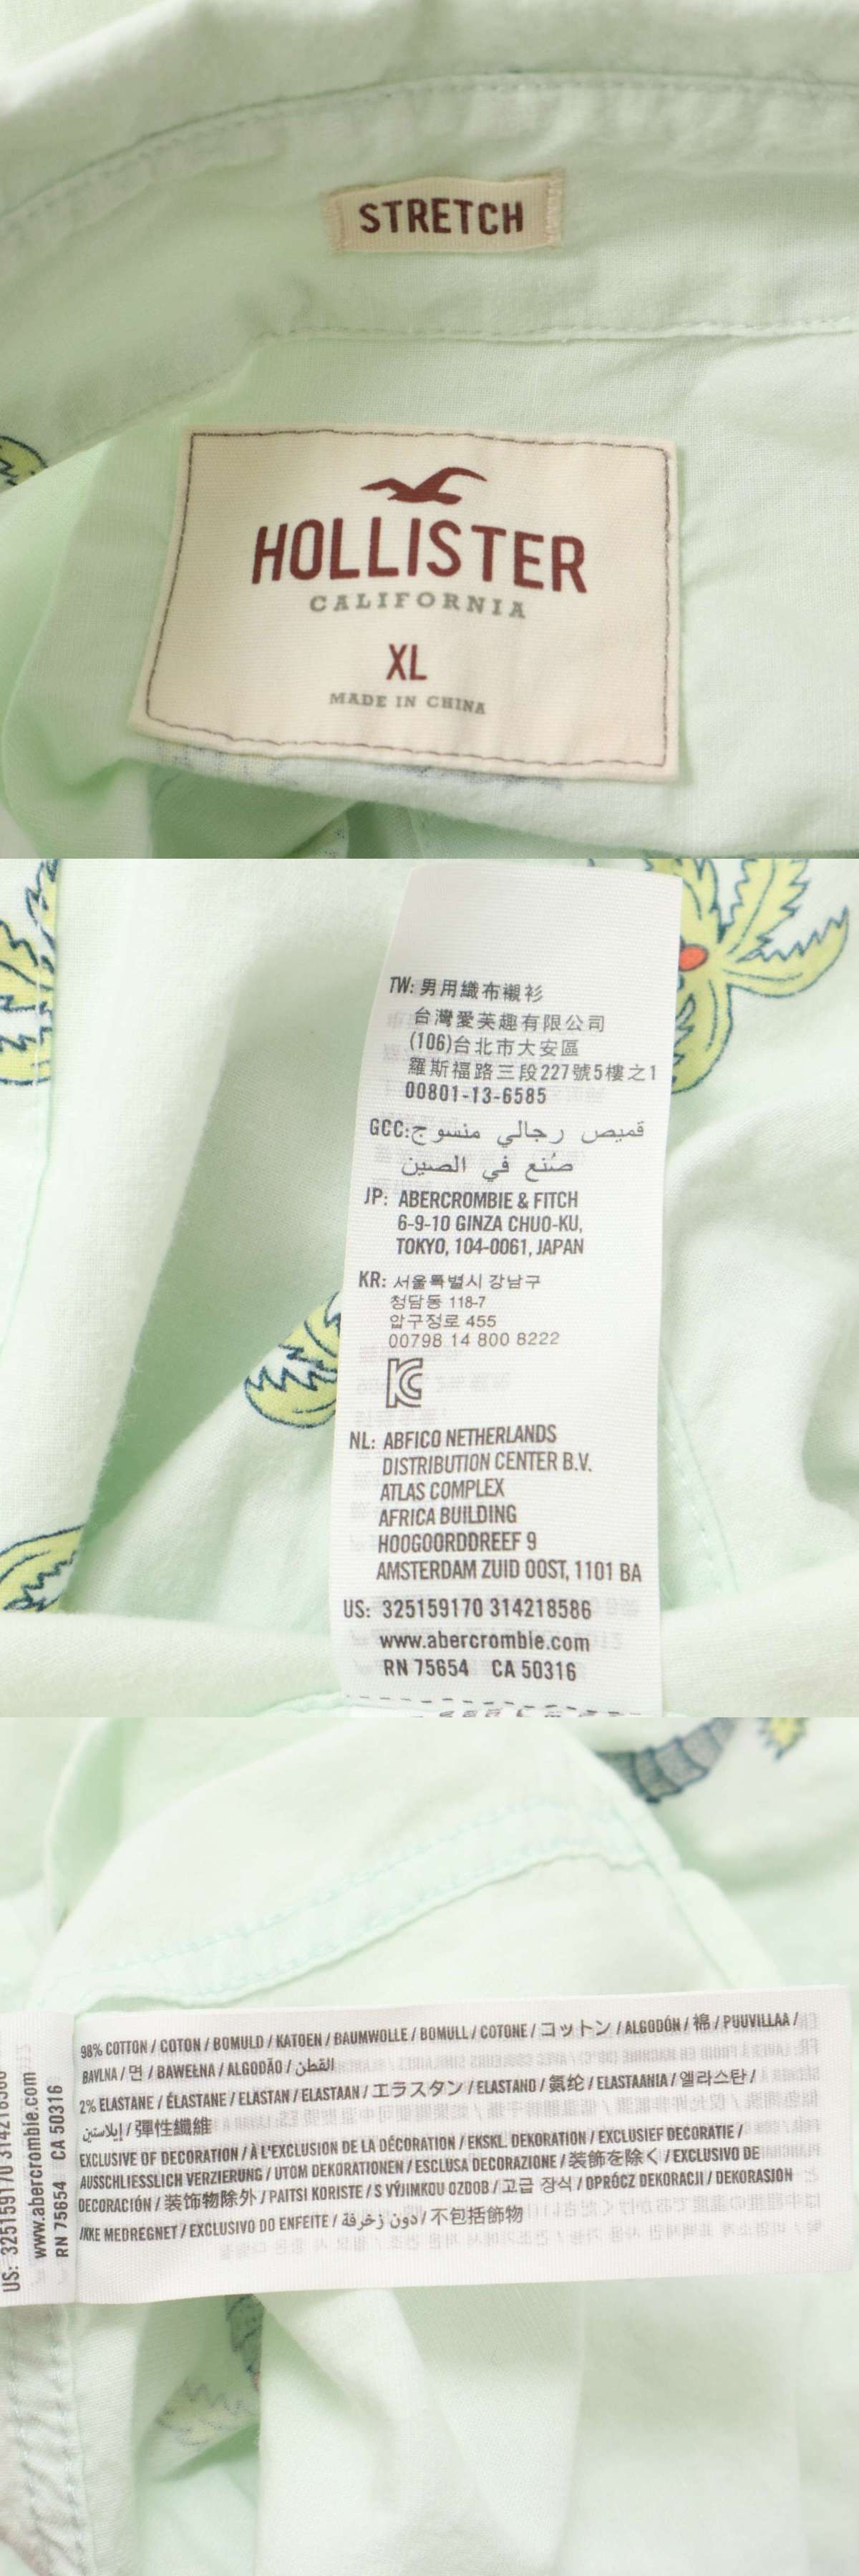 STRETCH
HOLLISTER
CALIFORNIA
XL
MADE IN CHINA
TW: 男用織布襯衫
台灣愛芙趣有限公司
(106)台北市大安區
羅斯福路三段227號5樓之1
00801-13-6585
GCC: قميص رجالي منسوج
صُنع في الصين
JP: ABERCROMBIE & FITCH
6-9-10 GINZA CHUO-KU,
TOKYO, 104-0061, JAPAN
KR: 서울특별시 강남구
청담동 118-7
압구정로 455
00798 14 800 8222
NL: ABFICO NETHERLANDS
DISTRIBUTION CENTER B.V.
ATLAS COMPLEX
AFRICA BUILDING
HOOGOORDDREEF 9
AMSTERDAM ZUID OOST, 1101 BA
US: 325159170 314218586
www.abercrombie.com
RN 75654 CA 50316
98% COTTON / COTON / BOMULD / KATOEN / BAUMWOLLE / BOMULL / COTONE / コットン / ALGODÓN / 棉 / PUUVILLAA /
BAVLNA / 면 / BAWEŁNA / ALGODÃO / القطن
2% ELASTANE / ÉLASTANE / ELASTAN / ELASTAAN / エラスタン / ELASTANO / 氨纶 / ELASTAANIA / 엘라스탄 /
إيلاستين / 彈性纖維
EXCLUSIVE OF DECORATION / À L'EXCLUSION DE LA DÉCORATION / EKSKL. DEKORATION / EXCLUSIEF DECORATIE /
AUSSCHLIESSLICH VERZIERUNG / UTOM DEKORATIONEN / ESCLUSA DECORAZIONE / 装飾を除く / EXCLUSIVO DE
DECORACIÓN / 装饰物除外 / PAITSI KORISTE / S VÝJIMKOU OZDOB / 고급 장식 / OPRÓCZ DEKORACJI / DEKORASJON
IKKE MEDREGNET / EXCLUSIVO DO ENFEITE / دون زخرفة / 不包括飾物
US: 325159170
www.abercrombie.com
RN 75654 CA 50316